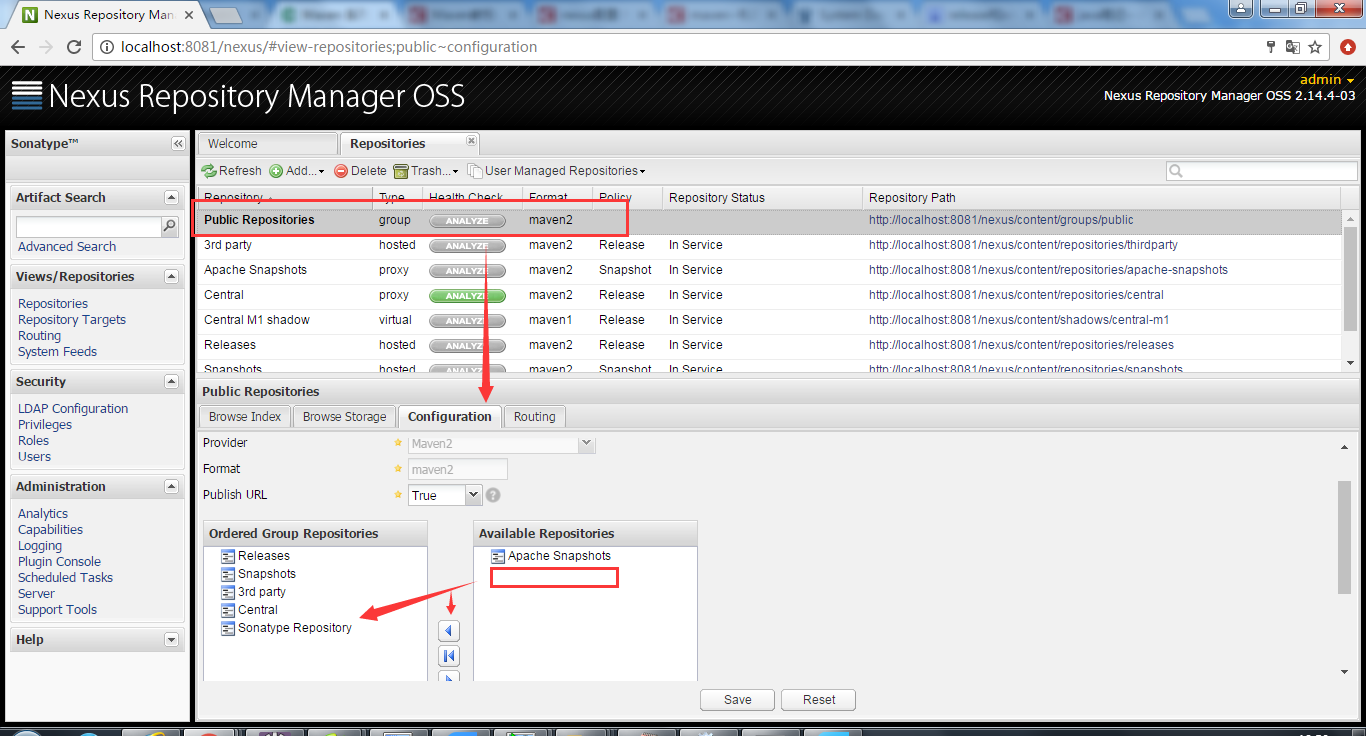 Nexus Repository Man
localhost:8081/nexus/#view-repositories;public~configuration
Nexus Repository Manager OSS
admin
Nexus Repository Manager OSS 2.14.4-03
Sonatype™
Welcome
Repositories
Refresh Add... Delete Trash... User Managed Repositories
Artifact Search
Advanced Search
Views/Repositories
Repositories
Repository Targets
Routing
System Feeds
Security
LDAP Configuration
Privileges
Roles
Users
Administration
Analytics
Capabilities
Logging
Plugin Console
Scheduled Tasks
Server
Support Tools
Help
Repository Type Health Check Format Policy Repository Status Repository Path
Public Repositories group ANALYZE maven2 http://localhost:8081/nexus/content/groups/public
3rd party hosted ANALYZE maven2 Release In Service http://localhost:8081/nexus/content/repositories/thirdparty
Apache Snapshots proxy ANALYZE maven2 Snapshot In Service http://localhost:8081/nexus/content/repositories/apache-snapshots
Central proxy ANALYZE maven2 Release In Service http://localhost:8081/nexus/content/repositories/central
Central M1 shadow virtual ANALYZE maven1 Release In Service http://localhost:8081/nexus/content/shadows/central-m1
Releases hosted ANALYZE maven2 Release In Service http://localhost:8081/nexus/content/repositories/releases
Snapshots hosted ANALYZE maven2 Snapshot In Service http://localhost:8081/nexus/content/repositories/snapshots
Public Repositories
Browse Index Browse Storage Configuration Routing
Provider Maven2
Format maven2
Publish URL True
Ordered Group Repositories
Releases
Snapshots
3rd party
Central
Sonatype Repository
Available Repositories
Apache Snapshots
Save Reset